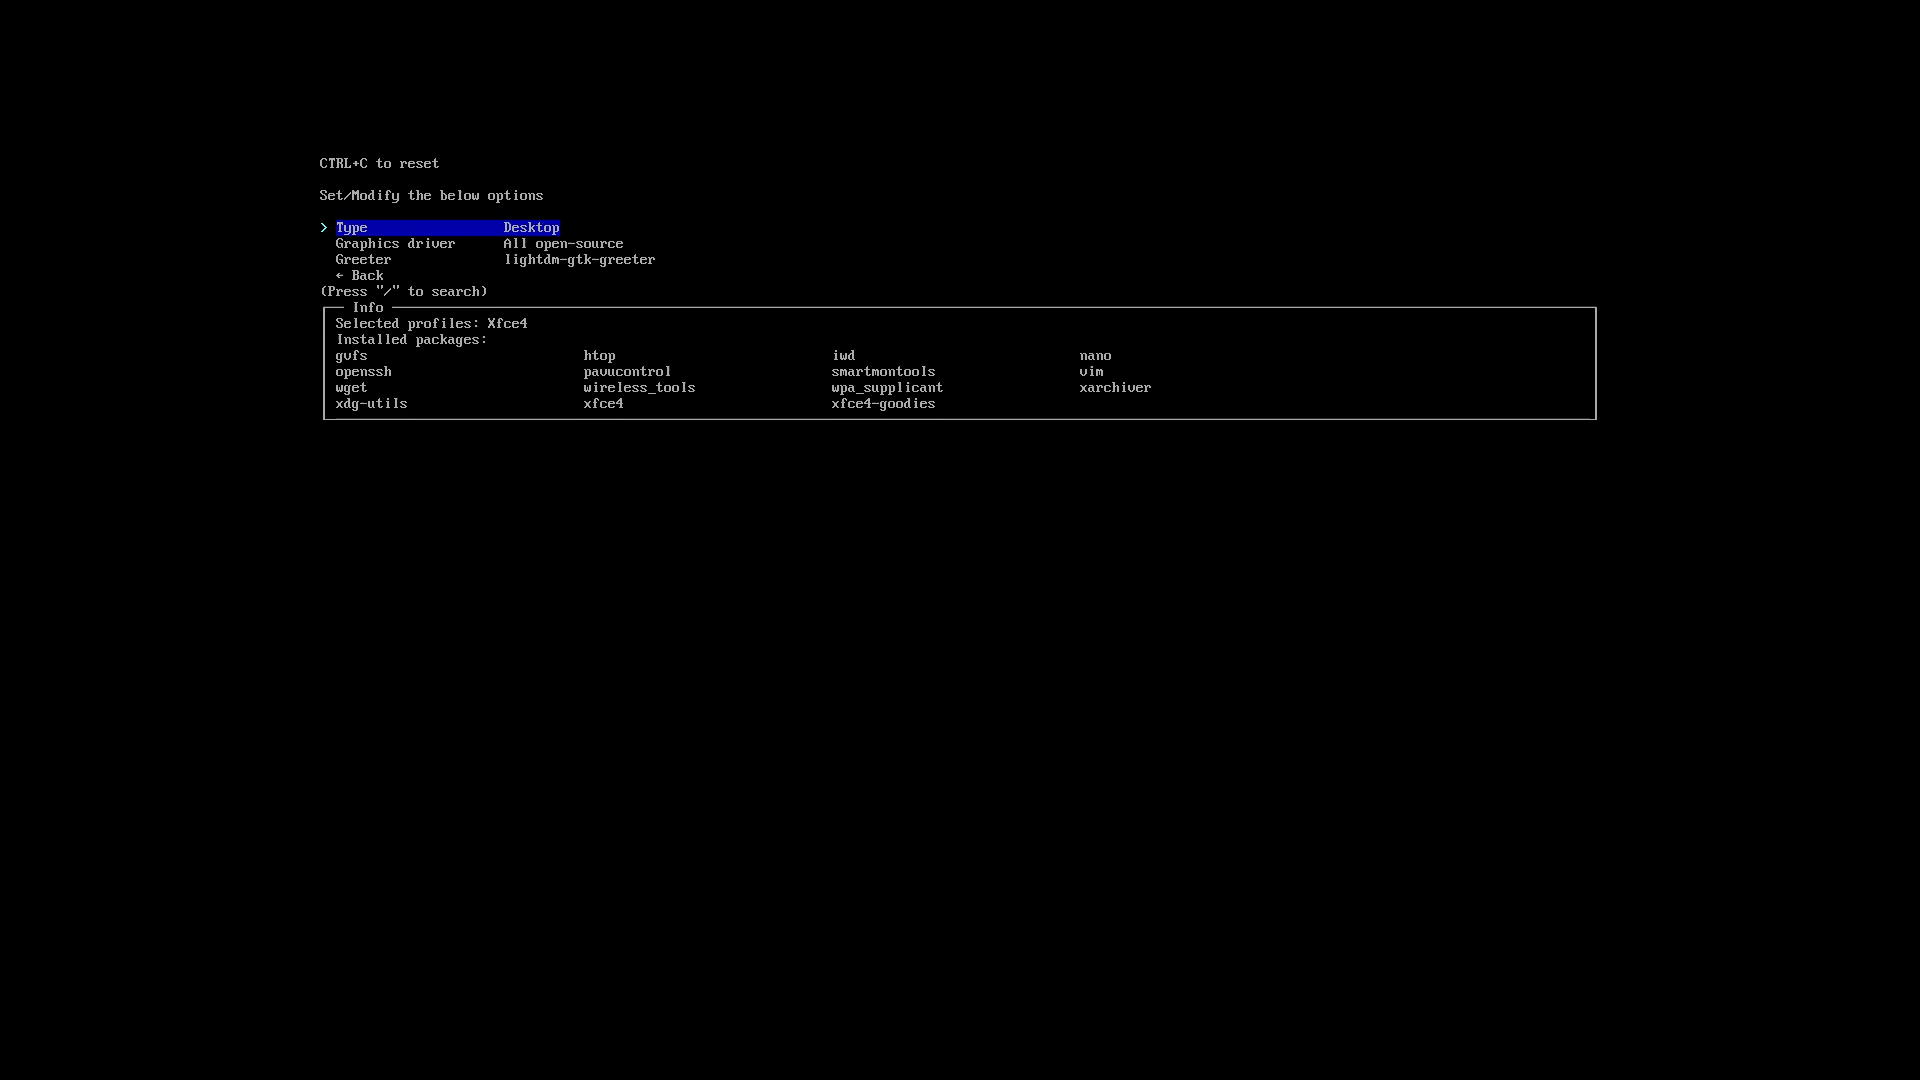 CTRL+C to reset
Set/Modify the below options
> Type Desktop
Graphics driver All open-source
Greeter lightdm-gtk-greeter
← Back
(Press "/" to search)
Info
Selected profiles: Xfce4
Installed packages:
gvfs htop iwd nano
openssh pavucontrol smartmontools vim
wget wireless_tools wpa_supplicant xarchiver
xdg-utils xfce4 xfce4-goodies